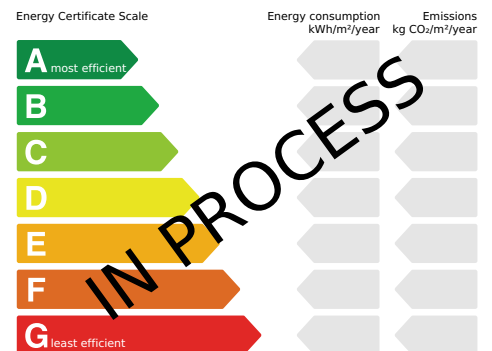 Energy Certificate Scale
Energy consumption
kWh/m²/year
Emissions
kg CO₂/m²/year
A most efficient
B
C
D
E
F
G least efficient
IN PROCESS